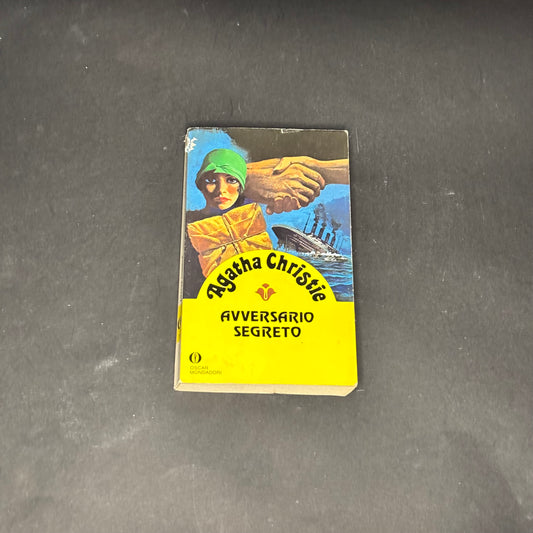 Agatha Christie
AVVERSARIO
SEGRETO
OSCAR
MONDADORI